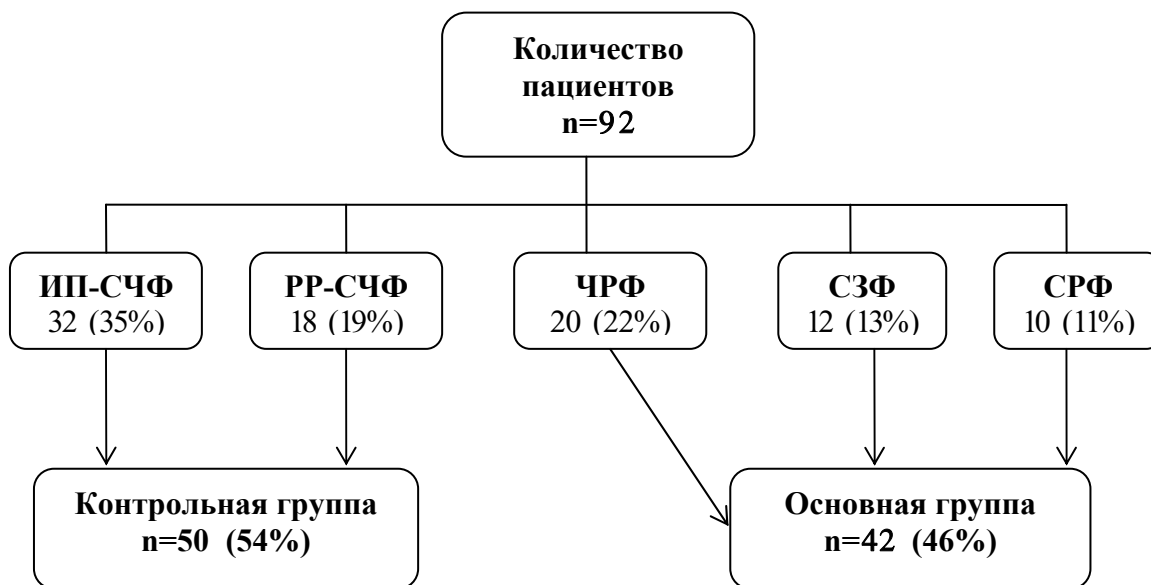 Количество
пациентов
n=92
ИП-СЧФ
32 (35%)
РР-СЧФ
18 (19%)
ЧРФ
20 (22%)
СЗФ
12 (13%)
СРФ
10 (11%)
Контрольная группа
n=50 (54%)
Основная группа
n=42 (46%)